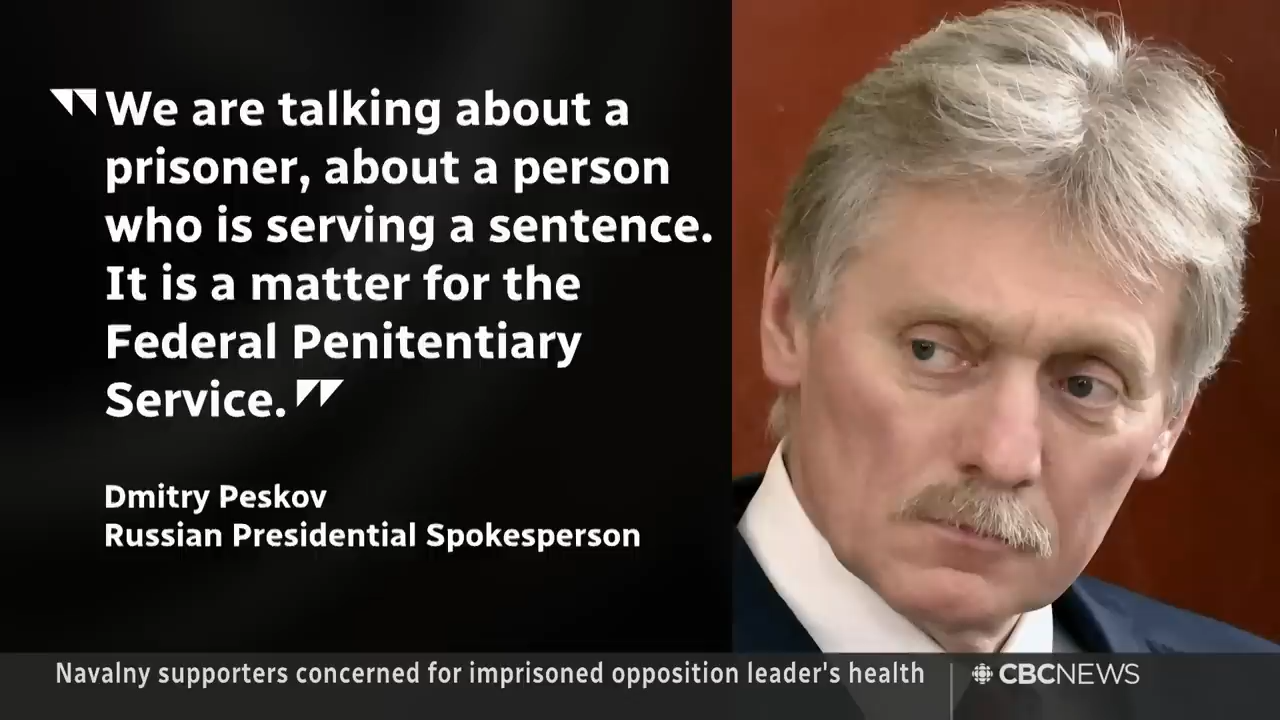 "We are talking about a
prisoner, about a person
who is serving a sentence.
It is a matter for the
Federal Penitentiary
Service."
Dmitry Peskov
Russian Presidential Spokesperson
Navalny supporters concerned for imprisoned opposition leader's health
CBCNEWS